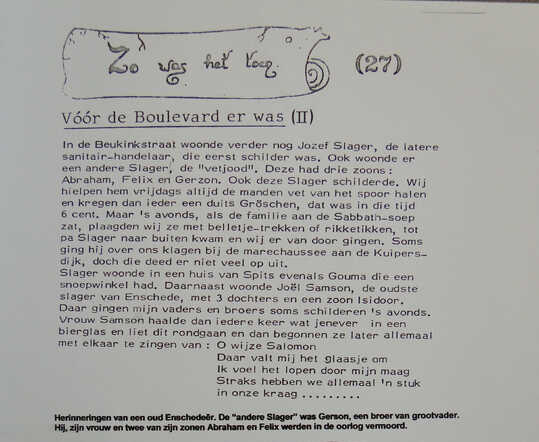 Zo was het toen. (27)
Vóór de Boulevard er was (II)
In de Beukinkstraat woonde verder nog Jozef Slager, de latere
sanitair-handelaar, die eerst schilder was. Ook woonde er
een andere Slager, de "vetjood". Deze had drie zoons :
Abraham, Felix en Gerzon. Ook deze Slager schilderde. Wij
hielpen hem vrijdags altijd de manden vet van het spoor halen
en kregen dan ieder een duits Gröschen, dat was in die tijd
6 cent. Maar 's avonds, als de familie aan de Sabbath-soep
zat, plaagden wij ze met belletje-trekken of rikketikken, tot
pa Slager naar buiten kwam en wij er van door gingen. Soms
ging hij over ons klagen bij de marechaussee aan de Kuipers-
dijk, doch die deed er niet veel op uit.
Slager woonde in een huis van Spits evenals Gouma die een
snoepwinkel had. Daarnaast woonde Joël Samson, de oudste
slager van Enschede, met 3 dochters en een zoon Isidoor.
Daar gingen mijn vaders en broers soms schilderen 's avonds.
Vrouw Samson haalde dan iedere keer wat jenever in een
bierglas en liet dit rondgaan en dan begonnen ze later allemaal
met elkaar te zingen van : O wijze Salomon
Daar valt mij het glaasje om
Ik voel het lopen door mijn maag
Straks hebben we allemaal 'n stuk
in onze kraag .........
Herinneringen van een oud Enschedeër. De "andere Slager" was Gerson, een broer van grootvader.
Hij, zijn vrouw en twee van zijn zonen Abraham en Felix werden in de oorlog vermoord.